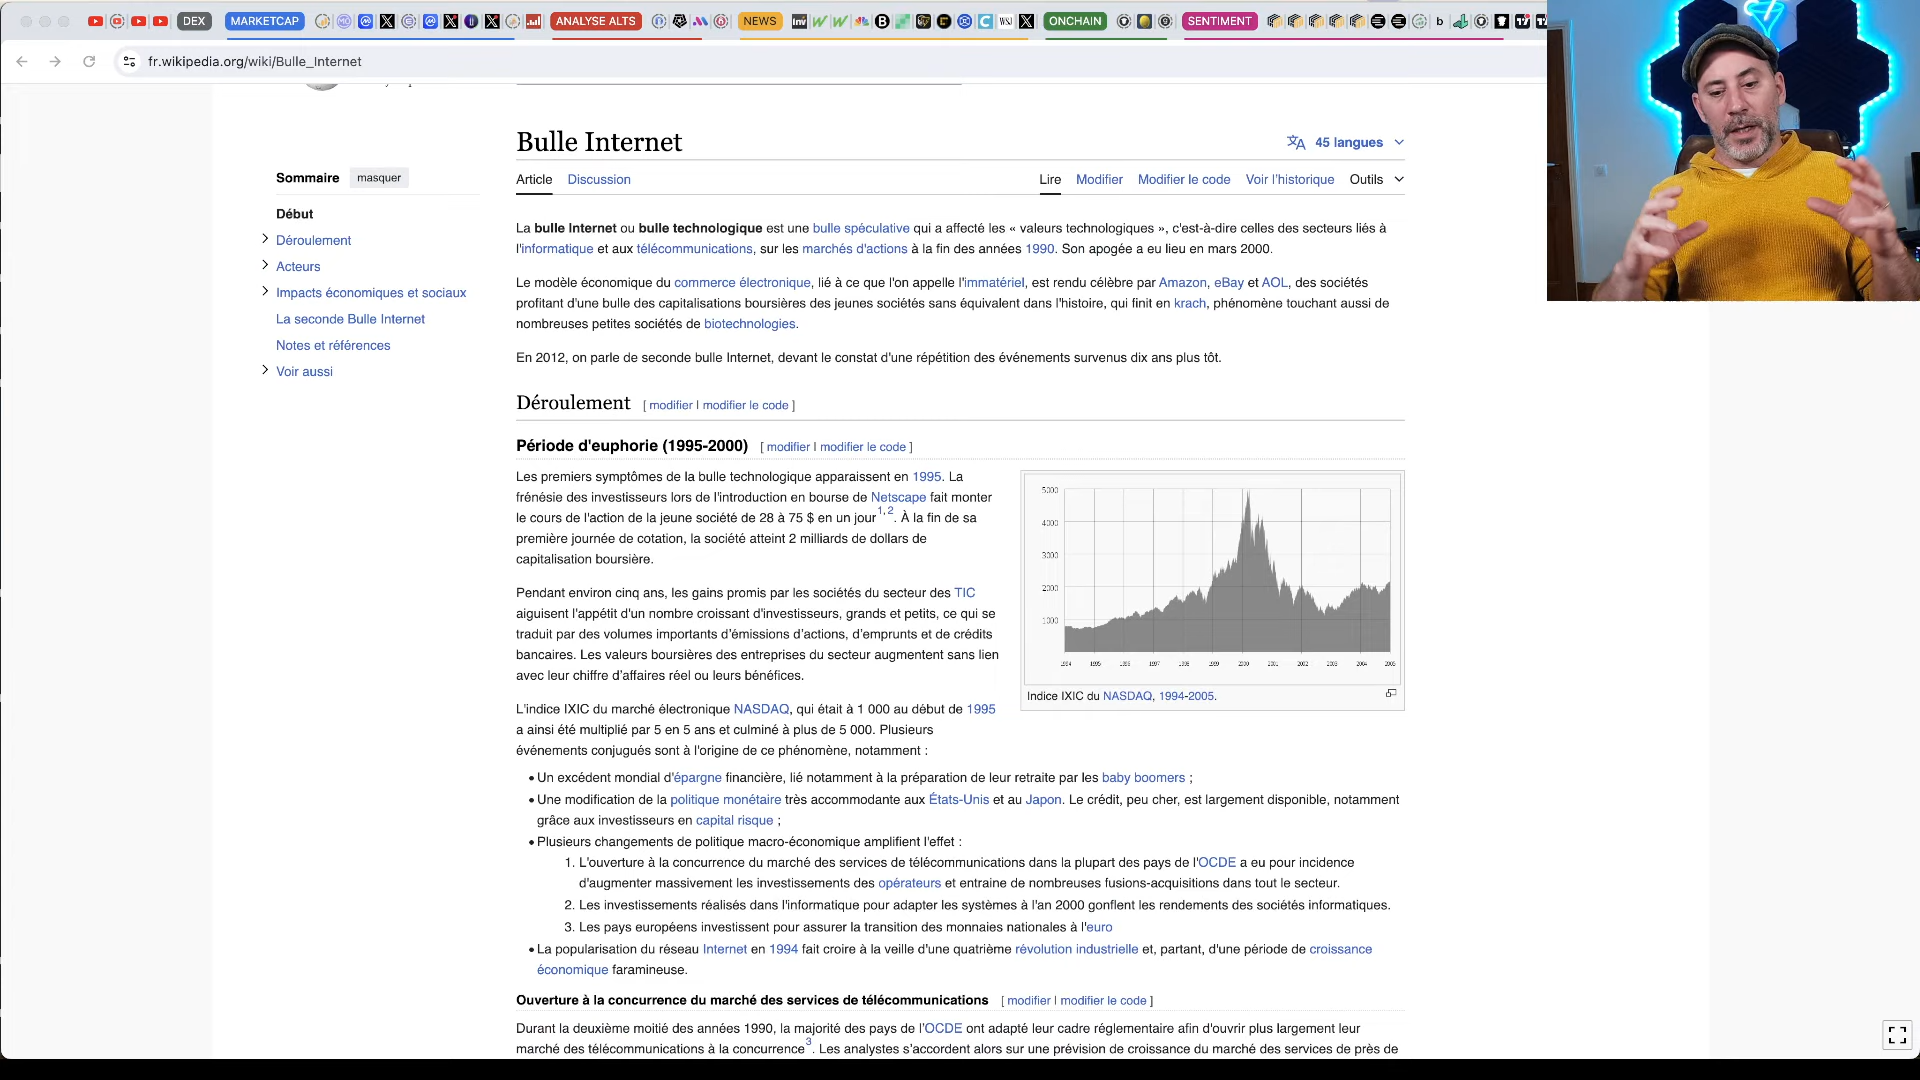 DEX
MARKETCAP
ANALYSE ALTS
NEWS
ONCHAIN
SENTIMENT
fr.wikipedia.org/wiki/Bulle_Internet
Bulle Internet
45 langues
Sommaire masquer
Début
Déroulement
Acteurs
Impacts économiques et sociaux
La seconde Bulle Internet
Notes et références
Voir aussi
Article Discussion
Lire Modifier Modifier le code Voir l'historique Outils
La bulle Internet ou bulle technologique est une bulle spéculative qui a affecté les « valeurs technologiques », c'est-à-dire celles des secteurs liés à
l'informatique et aux télécommunications, sur les marchés d'actions à la fin des années 1990. Son apogée a eu lieu en mars 2000.
Le modèle économique du commerce électronique, lié à ce que l'on appelle l'immatériel, est rendu célèbre par Amazon, eBay et AOL, des sociétés
profitant d'une bulle des capitalisations boursières des jeunes sociétés sans équivalent dans l'histoire, qui finit en krach, phénomène touchant aussi de
nombreuses petites sociétés de biotechnologies.
En 2012, on parle de seconde bulle Internet, devant le constat d'une répétition des événements survenus dix ans plus tôt.
Déroulement [ modifier | modifier le code ]
Période d'euphorie (1995-2000) [ modifier | modifier le code ]
Les premiers symptômes de la bulle technologique apparaissent en 1995. La
frénésie des investisseurs lors de l'introduction en bourse de Netscape fait monter
le cours de l'action de la jeune société de 28 à 75 $ en un jour1, 2. À la fin de sa
première journée de cotation, la société atteint 2 milliards de dollars de
capitalisation boursière.
Pendant environ cinq ans, les gains promis par les sociétés du secteur des TIC
aiguisent l'appétit d'un nombre croissant d'investisseurs, grands et petits, ce qui se
traduit par des volumes importants d'émissions d'actions, d'emprunts et de crédits
bancaires. Les valeurs boursières des entreprises du secteur augmentent sans lien
avec leur chiffre d'affaires réel ou leurs bénéfices.
L'indice IXIC du marché électronique NASDAQ, qui était à 1 000 au début de 1995
a ainsi été multiplié par 5 en 5 ans et culminé à plus de 5 000. Plusieurs
événements conjugués sont à l'origine de ce phénomène, notamment :
5000
4000
3000
2000
1000
1994 1995 1996 1997 1998 1999 2000 2001 2002 2003 2004 2005
Indice IXIC du NASDAQ, 1994-2005.
• Un excédent mondial d'épargne financière, lié notamment à la préparation de leur retraite par les baby boomers ;
• Une modification de la politique monétaire très accommodante aux États-Unis et au Japon. Le crédit, peu cher, est largement disponible, notamment
grâce aux investisseurs en capital risque ;
• Plusieurs changements de politique macro-économique amplifient l'effet :
1. L'ouverture à la concurrence du marché des services de télécommunications dans la plupart des pays de l'OCDE a eu pour incidence
d'augmenter massivement les investissements des opérateurs et entraine de nombreuses fusions-acquisitions dans tout le secteur.
2. Les investissements réalisés dans l'informatique pour adapter les systèmes à l'an 2000 gonflent les rendements des sociétés informatiques.
3. Les pays européens investissent pour assurer la transition des monnaies nationales à l'euro
• La popularisation du réseau Internet en 1994 fait croire à la veille d'une quatrième révolution industrielle et, partant, d'une période de croissance
économique faramineuse.
Ouverture à la concurrence du marché des services de télécommunications [ modifier | modifier le code ]
Durant la deuxième moitié des années 1990, la majorité des pays de l'OCDE ont adapté leur cadre réglementaire afin d'ouvrir plus largement leur
marché des télécommunications à la concurrence3. Les analystes s'accordent alors sur une prévision de croissance du marché des services de près de